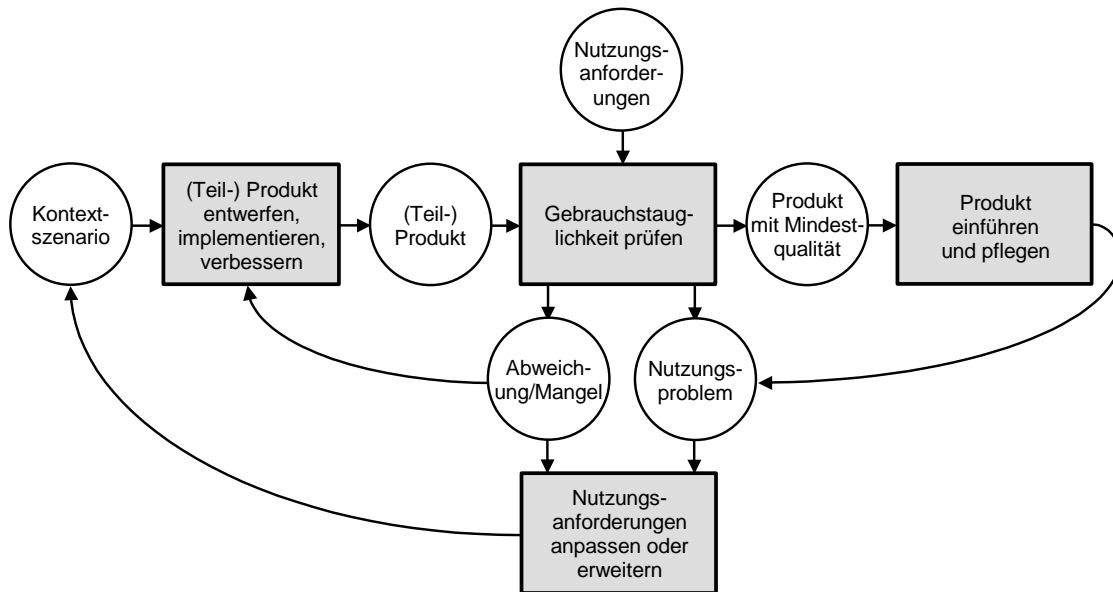 Nutzungs-
anforder-
ungen
Kontext-
szenario
(Teil-) Produkt
entwerfen,
implementieren,
verbessern
(Teil-)
Produkt
Gebrauchstaug-
lichkeit prüfen
Produkt
mit Mindest-
qualität
Produkt
einführen
und pflegen
Abweich-
ung/Mangel
Nutzungs-
problem
Nutzungs-
anforderungen
anpassen oder
erweitern